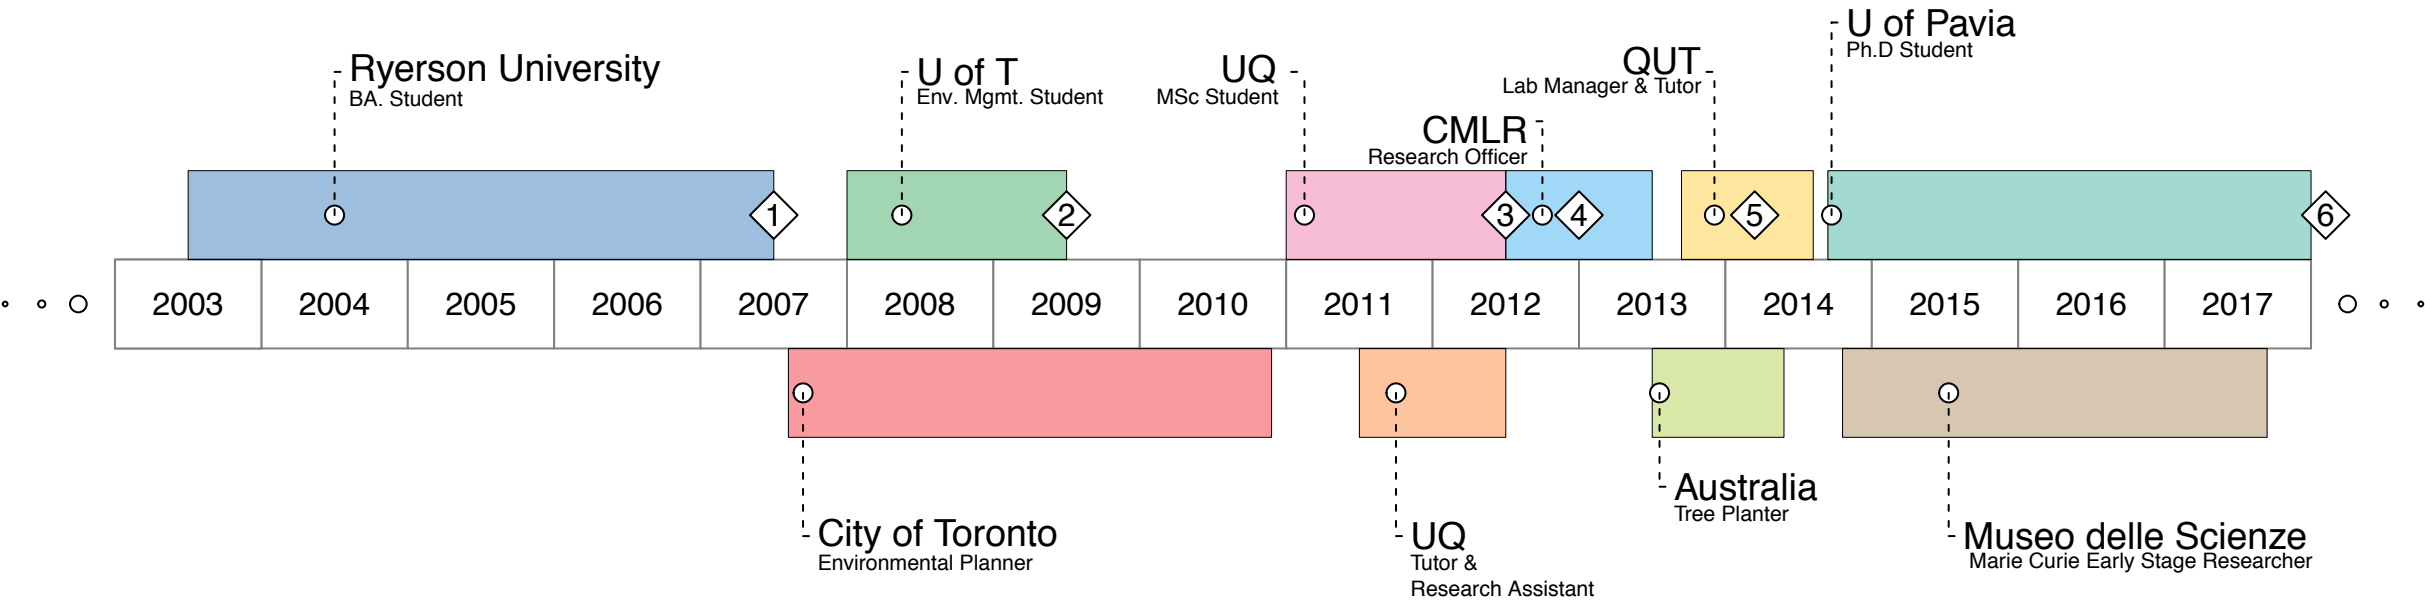 U of Pavia
Ph.D Student
Ryerson University
BA. Student
U of T
Env. Mgmt. Student
UQ
MSc Student
QUT
Lab Manager & Tutor
CMLR
Research Officer
1
2
3
4
5
6
2003
2004
2005
2006
2007
2008
2009
2010
2011
2012
2013
2014
2015
2016
2017
City of Toronto
Environmental Planner
UQ
Tutor &
Research Assistant
Australia
Tree Planter
Museo delle Scienze
Marie Curie Early Stage Researcher